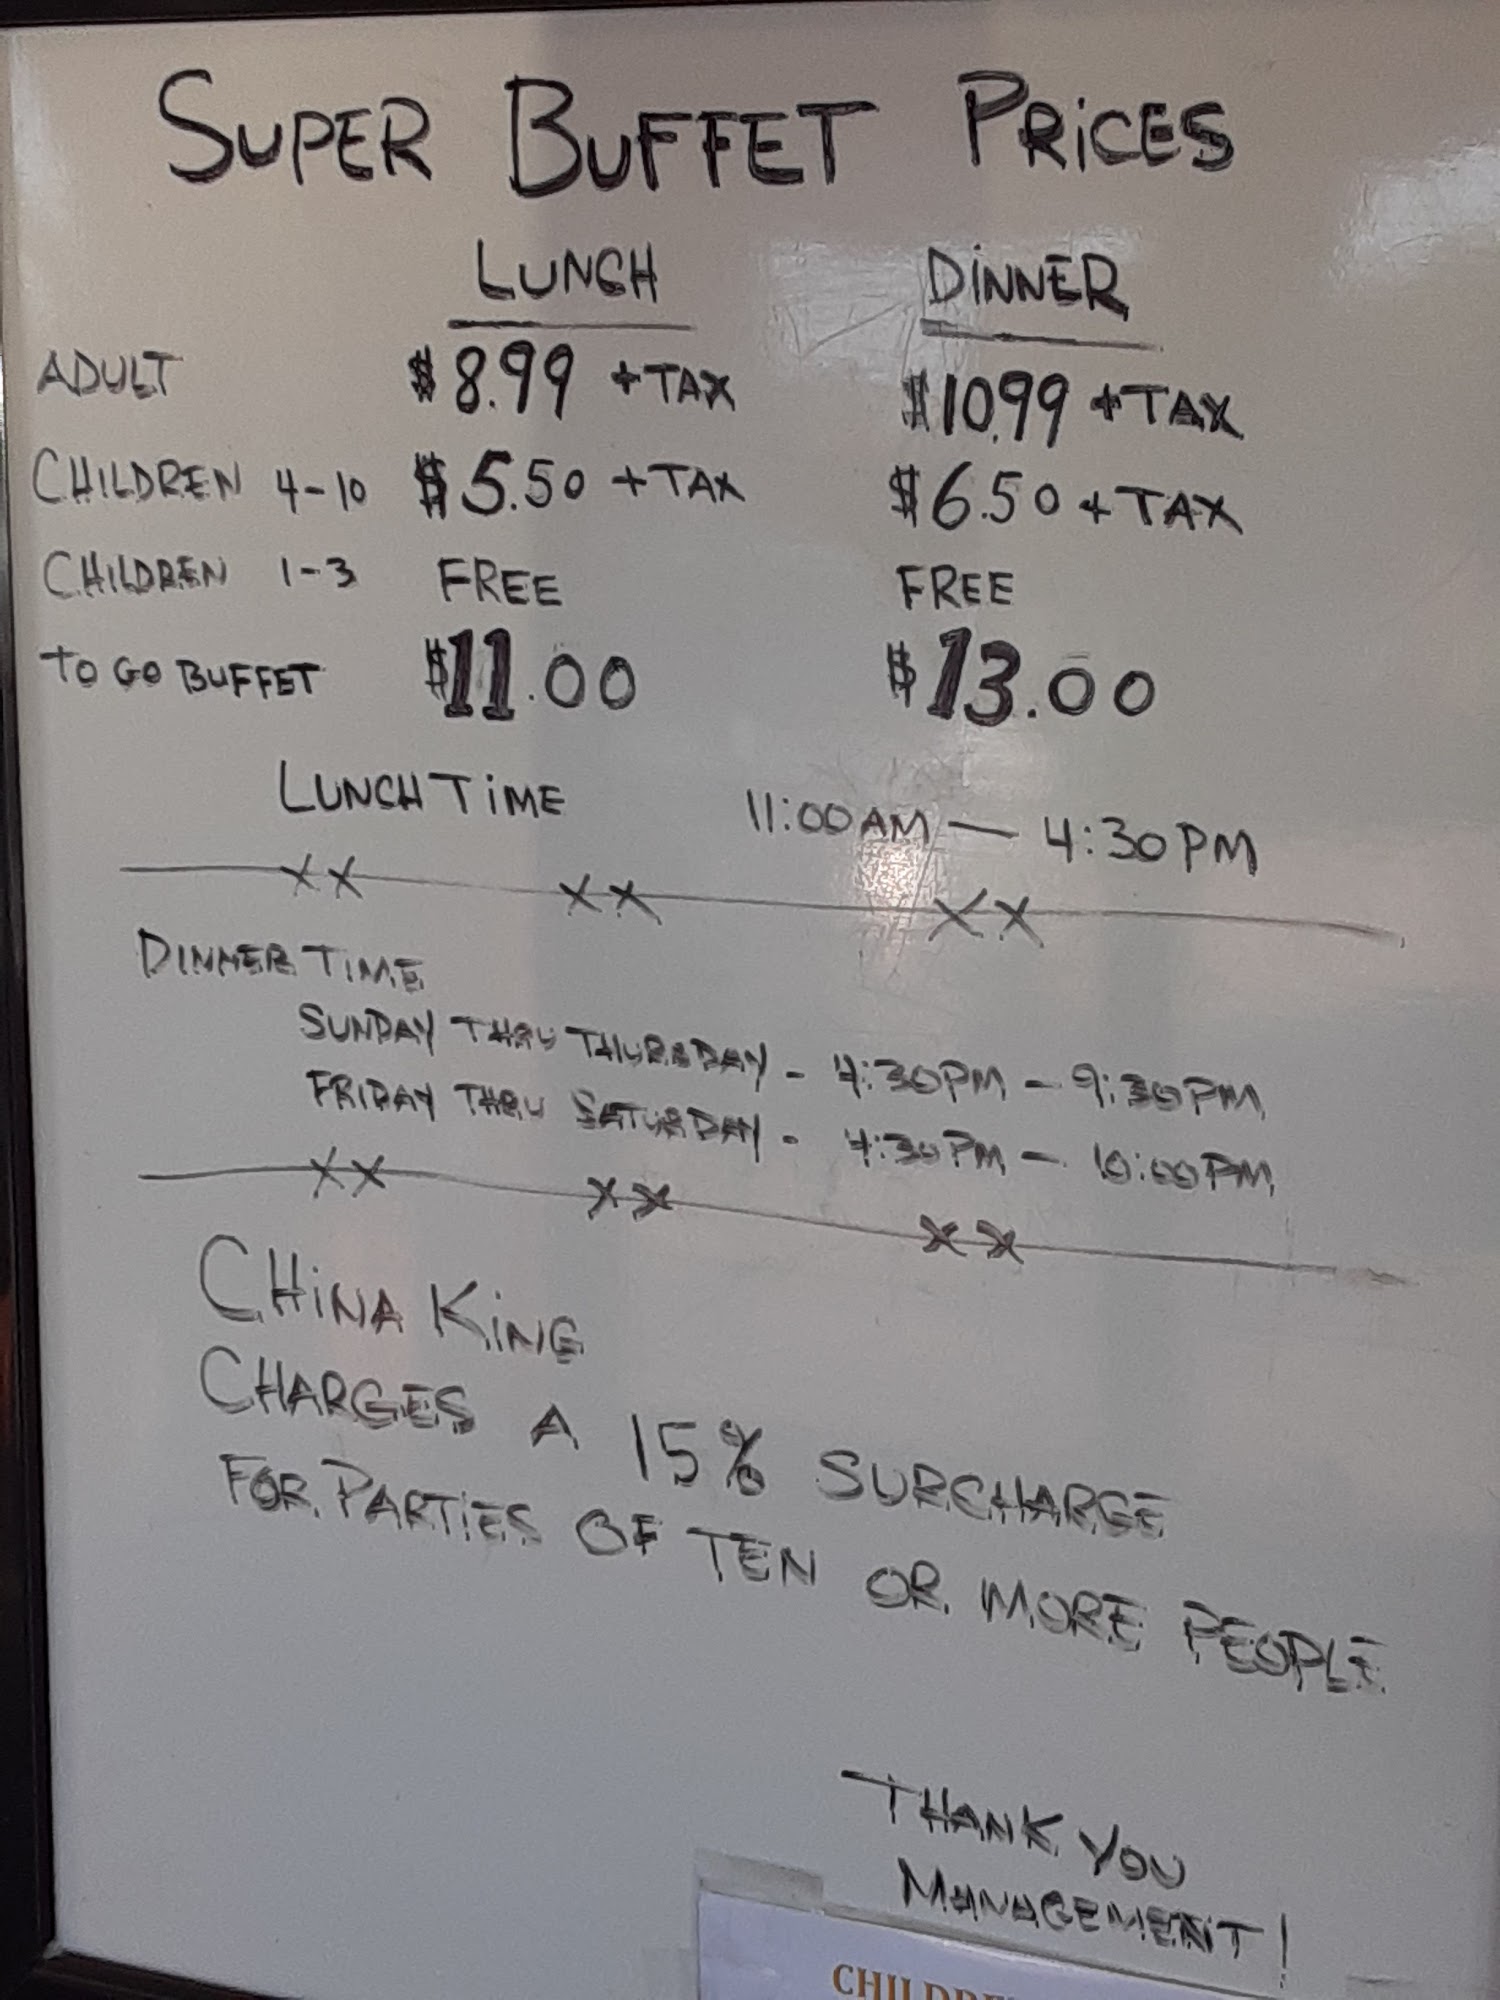 SUPER BUFFET PRiCES
LUNCH DiNNER
ADULT $8.99 +TAX $10.99 +TAX
CHILDREN 4-10 $5.50 +TAX $6.50 +TAX
CHILDREN 1-3 FREE FREE
TO GO BUFFET $11.00 $13.00
LUNCH TiME 11:00AM — 4:30PM
XX XX XX
DINNER TIME
SUNDAY THRU THURSDAY - 4:30PM - 9:30PM
FRIDAY THRU SATURDAY - 4:30PM - 10:00PM
XX XX XX
CHiNA KiNG
CHARGES A 15% SURCHARGE
FOR PARTiES OF TEN OR MORE PEOPLE
THANK YOU
MANAGEMENT!